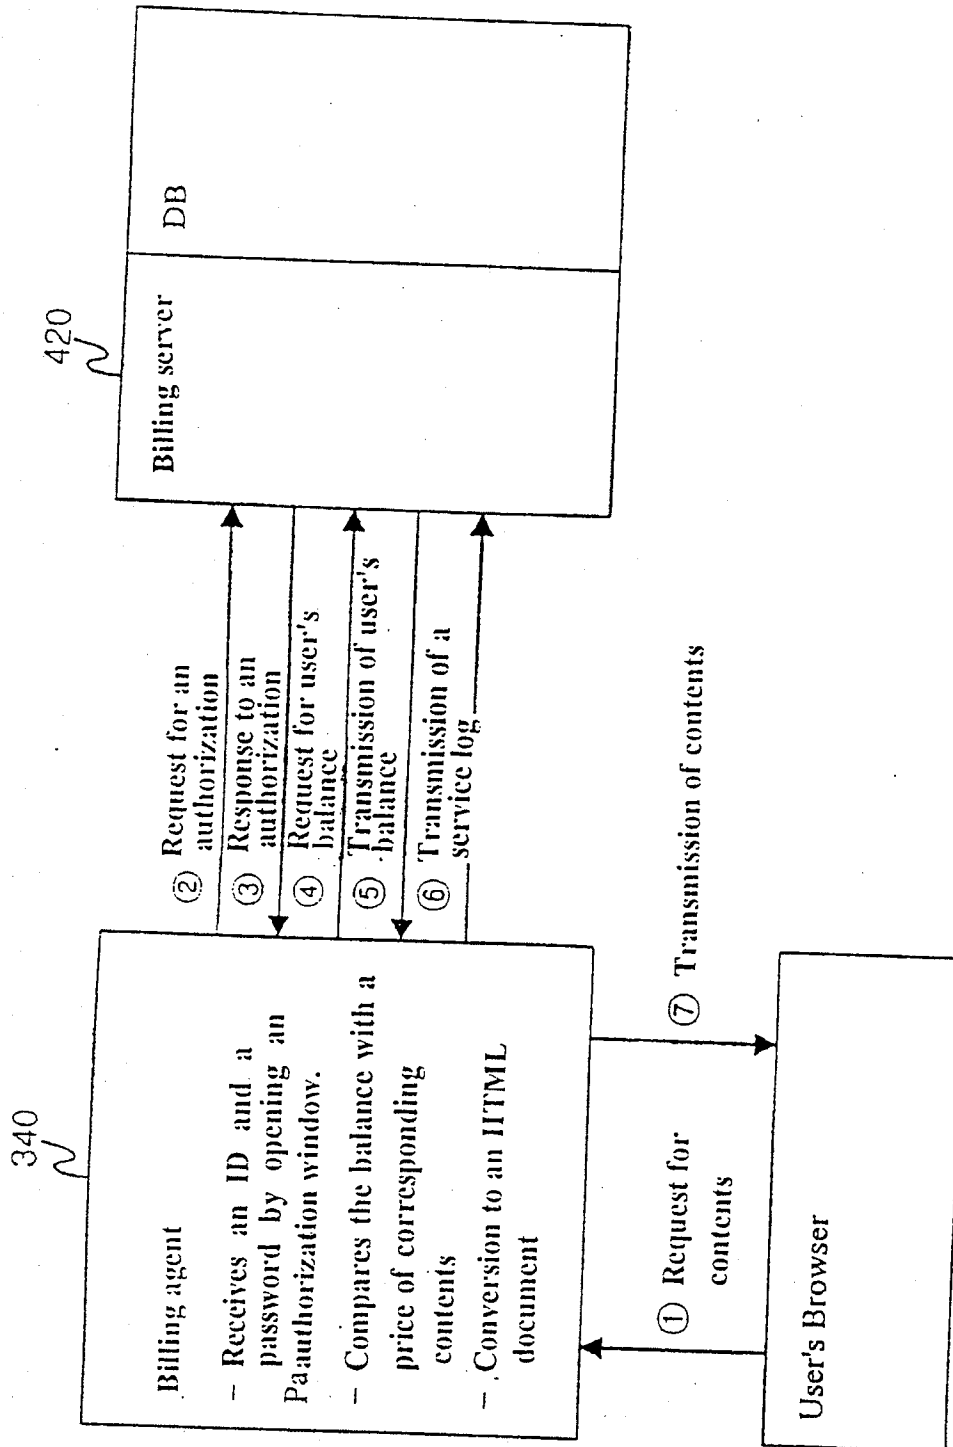 340
Billing agent
– Receives an ID and a
password by opening an
Paauthorization window.
– Compares the balance with a
price of corresponding
contents
– Conversion to an HTML
document
② Request for an
authorization
③ Response to an
authorization
④ Request for user's
balance
⑤ Transmission of user's
balance
⑥ Transmission of a
service log
420
Billing server
DB
① Request for
contents
⑦ Transmission of contents
User's Browser